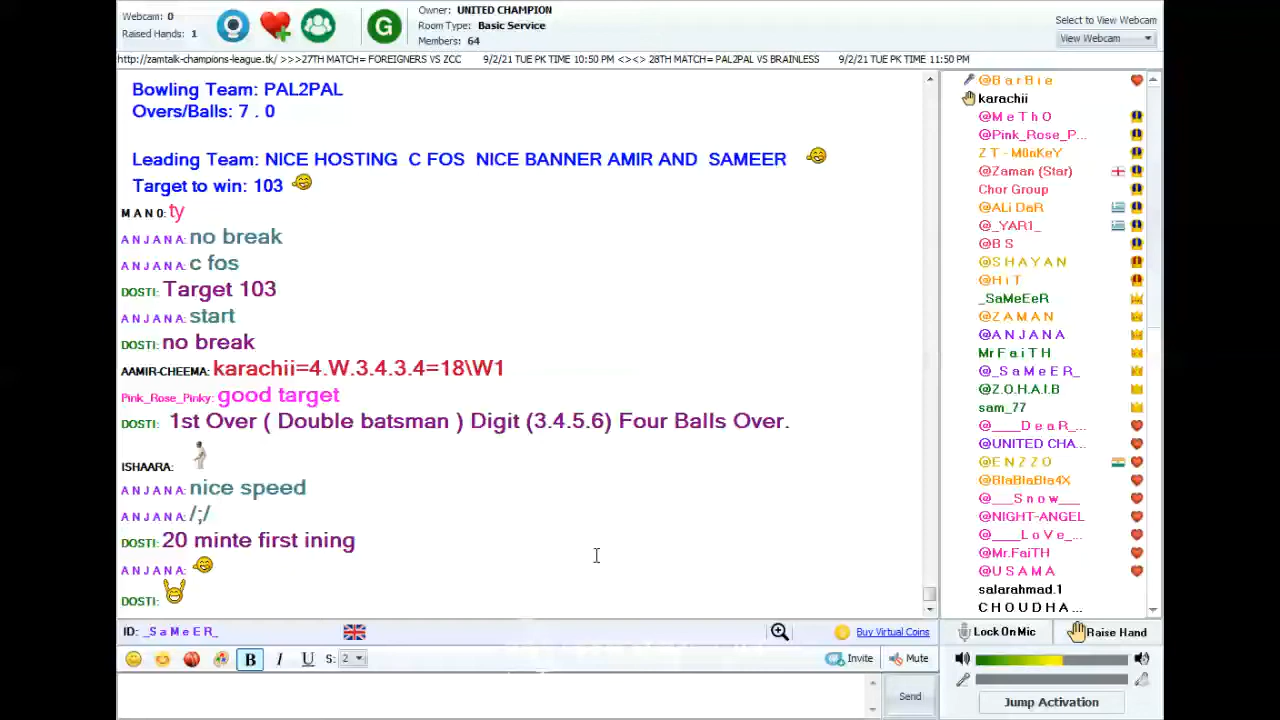 Webcam: 0
Raised Hands: 1
G
Owner: UNITED CHAMPION
Room Type: Basic Service
Members: 64
Select to View Webcam
View Webcam
http://zamtalk-champions-league.tk/ >>>27TH MATCH= FOREIGNERS VS ZCC 9/2/21 TUE PK TIME 10:50 PM <><> 28TH MATCH= PAL2PAL VS BRAINLESS 9/2/21 TUE PK TIME 11:50 PM
Bowling Team: PAL2PAL
Overs/Balls: 7 . 0
Leading Team: NICE HOSTING C FOS NICE BANNER AMIR AND SAMEER
Target to win: 103
M A N 0: ty
A N J A N A: no break
A N J A N A: c fos
DOSTI: Target 103
A N J A N A: start
DOSTI: no break
AAMIR-CHEEMA: karachii=4.W.3.4.3.4=18\W1
Pink_Rose_Pinky: good target
DOSTI: 1st Over ( Double batsman ) Digit (3.4.5.6) Four Balls Over.
ISHAARA:
A N J A N A: nice speed
A N J A N A: /;/
DOSTI: 20 minte first ining
A N J A N A:
DOSTI:
@B a r B i e
karachii
@M e T h O
@Pink_Rose_P...
Z T - M0nKeY
@Zaman (Star)
Chor Group
@ALi DaR
@_YAR1_
@B S
@S H A Y A N
@H i T
_SaMeEeR
@Z A M A N
@A N J A N A
Mr F a i T H
@_S a M e E R_
@Z.O.H.A.I.B
sam_77
@____D e a R_...
@UNITED CHA...
@E N Z Z O
@BlaBlaBla4X
@___S n o w___
@NIGHT-ANGEL
@____L o V e_...
@Mr.FaiTH
@U S A M A
salarahmad.1
C H O U D H A ...
ID: _S a M e E R_
Buy Virtual Coins
Lock On Mic
Raise Hand
B I U S: 2
Invite
Mute
Send
Jump Activation